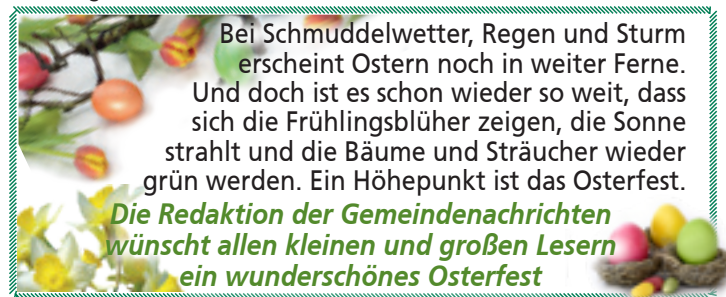 Bei Schmuddelwetter, Regen und Sturm
erscheint Ostern noch in weiter Ferne.
Und doch ist es schon wieder so weit, dass
sich die Frühlingsblüher zeigen, die Sonne
strahlt und die Bäume und Sträucher wieder
grün werden. Ein Höhepunkt ist das Osterfest.
Die Redaktion der Gemeindenachrichten
wünscht allen kleinen und großen Lesern
ein wunderschönes Osterfest